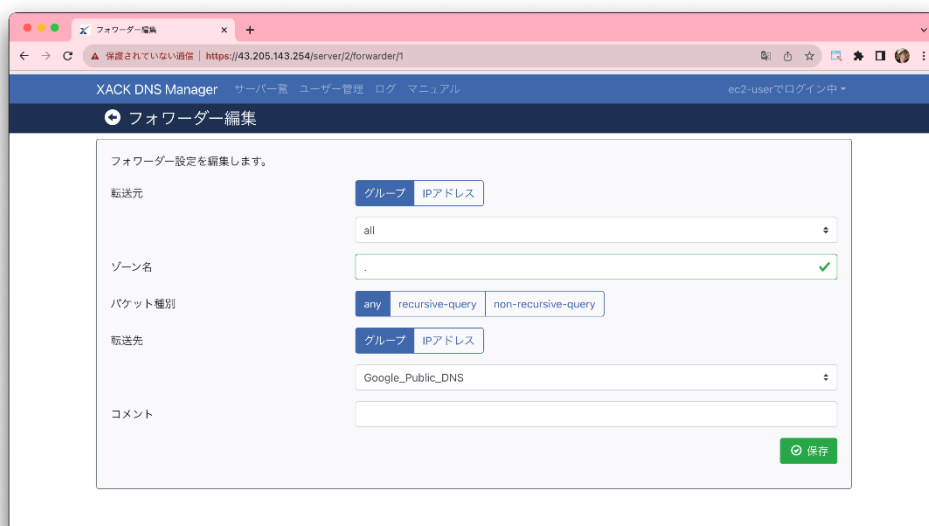 フォワーダー編集
保護されていない通信 | https://43.205.143.254/server/2/forwarder/1
XACK DNS Manager サーバ一覧 ユーザー管理 ログ マニュアル ec2-userでログイン中
フォワーダー編集
フォワーダー設定を編集します。
転送元 グループ IPアドレス
all
ゾーン名 .
パケット種別 any recursive-query non-recursive-query
転送先 グループ IPアドレス
Google_Public_DNS
コメント
保存